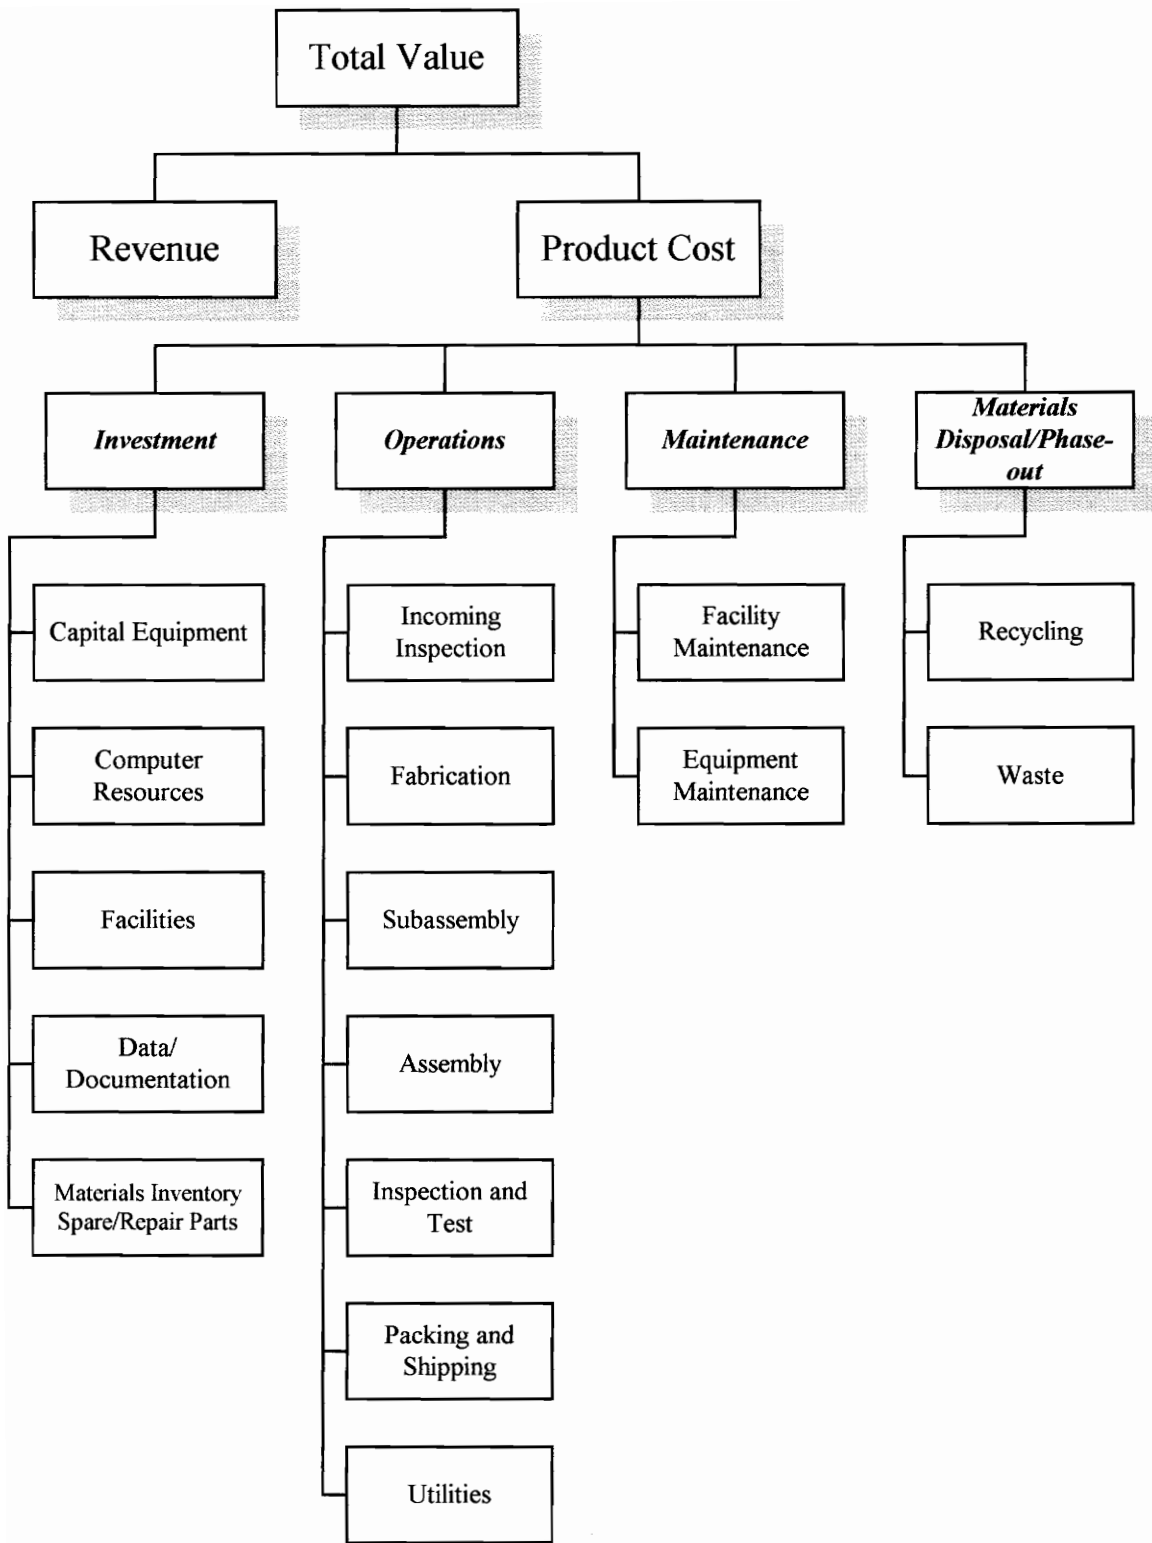 Total Value
Revenue
Product Cost
Investment
Operations
Maintenance
Materials
Disposal/Phase-
out
Capital Equipment
Computer
Resources
Facilities
Data/
Documentation
Materials Inventory
Spare/Repair Parts
Incoming
Inspection
Fabrication
Subassembly
Assembly
Inspection and
Test
Packing and
Shipping
Utilities
Facility
Maintenance
Equipment
Maintenance
Recycling
Waste